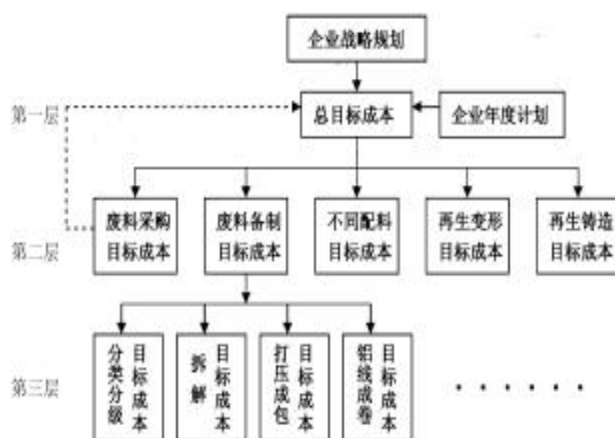 企业战略规划
第一层
总目标成本
企业年度计划
废料采购
目标成本
废料备制
目标成本
不同配料
目标成本
再生变形
目标成本
再生铸造
目标成本
第二层
第三层
目标成本
分类分级
目标成本
拆解
目标成本
打压成包
目标成本
铝线成卷
······